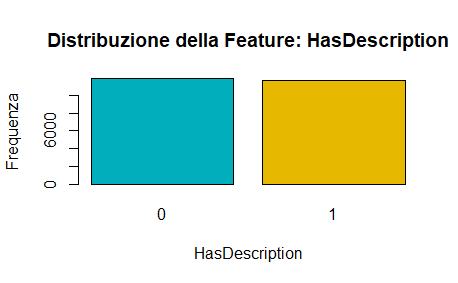 Distribuzione della Feature: HasDescription
Frequenza
6000
0
0
1
HasDescription